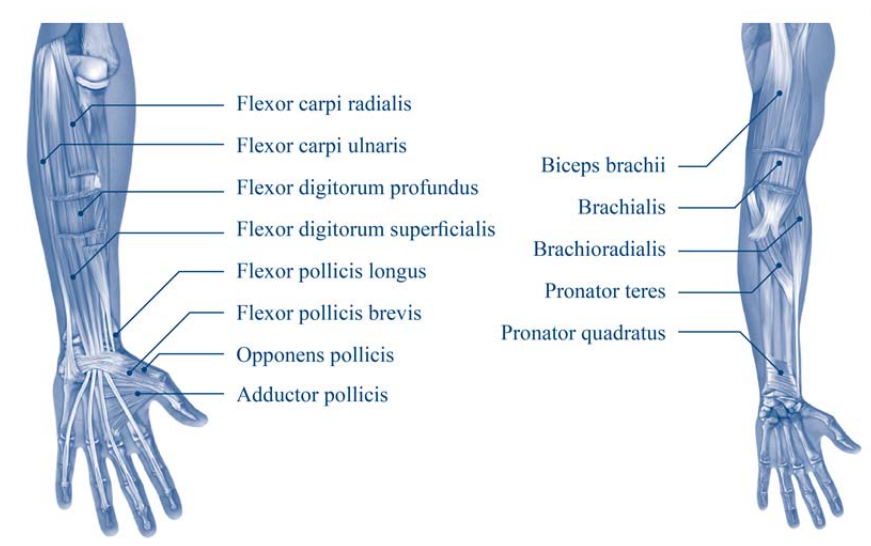 Flexor carpi radialis
Flexor carpi ulnaris
Flexor digitorum profundus
Flexor digitorum superficialis
Flexor pollicis longus
Flexor pollicis brevis
Opponens pollicis
Adductor pollicis
Biceps brachii
Brachialis
Brachioradialis
Pronator teres
Pronator quadratus